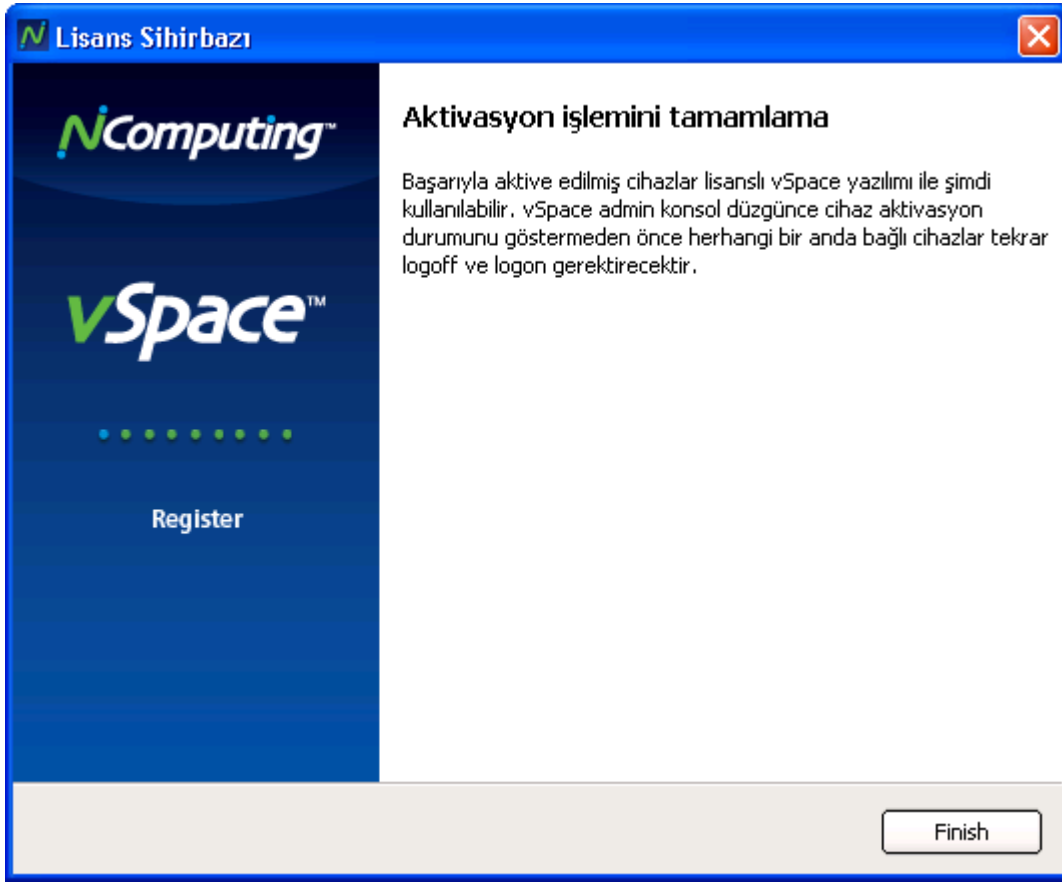 Lisans Sihirbazı
NComputing™
vSpace™
Register
Aktivasyon işlemini tamamlama
Başarıyla aktive edilmiş cihazlar lisanslı vSpace yazılımı ile şimdi
kullanılabilir. vSpace admin konsol düzgünce cihaz aktivasyon
durumunu göstermeden önce herhangi bir anda bağlı cihazlar tekrar
logoff ve logon gerektirecektir.
Finish